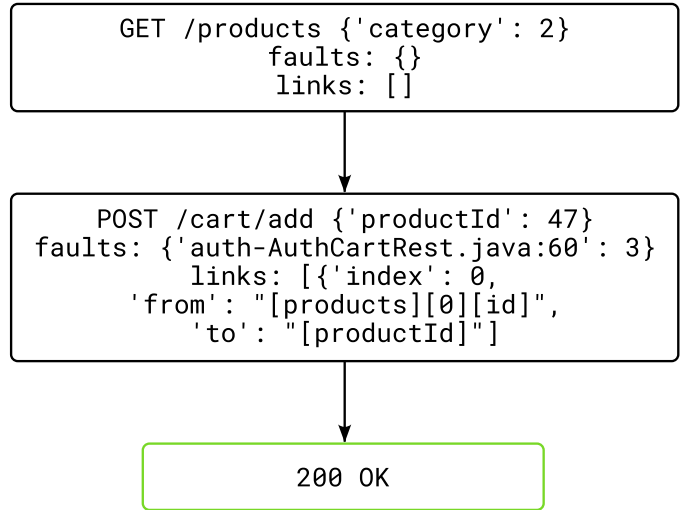 GET /products {'category': 2}
faults: {}
links: []
POST /cart/add {'productId': 47}
faults: {'auth-AuthCartRest.java:60': 3}
links: [{'index': 0,
'from': "[products][0][id]",
'to': "[productId]"]
200 OK